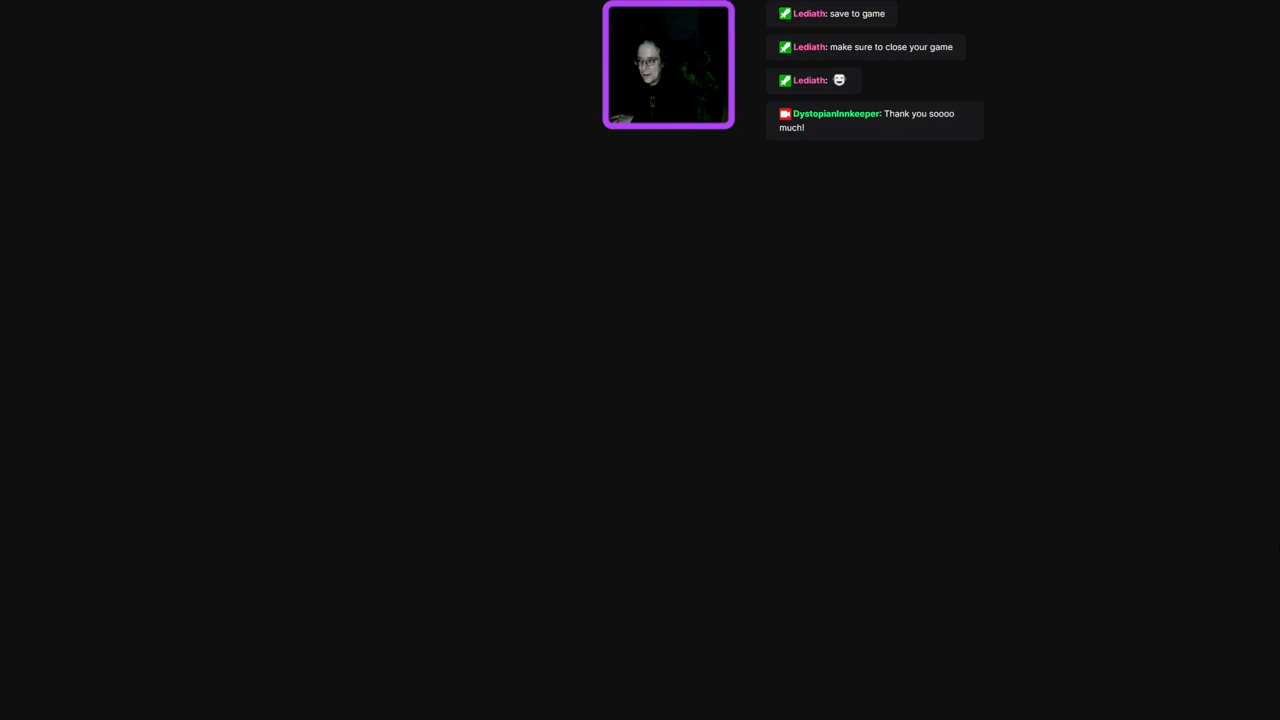 Lediath: save to game
Lediath: make sure to close your game
Lediath:
DystopianInnkeeper: Thank you soooo
much!